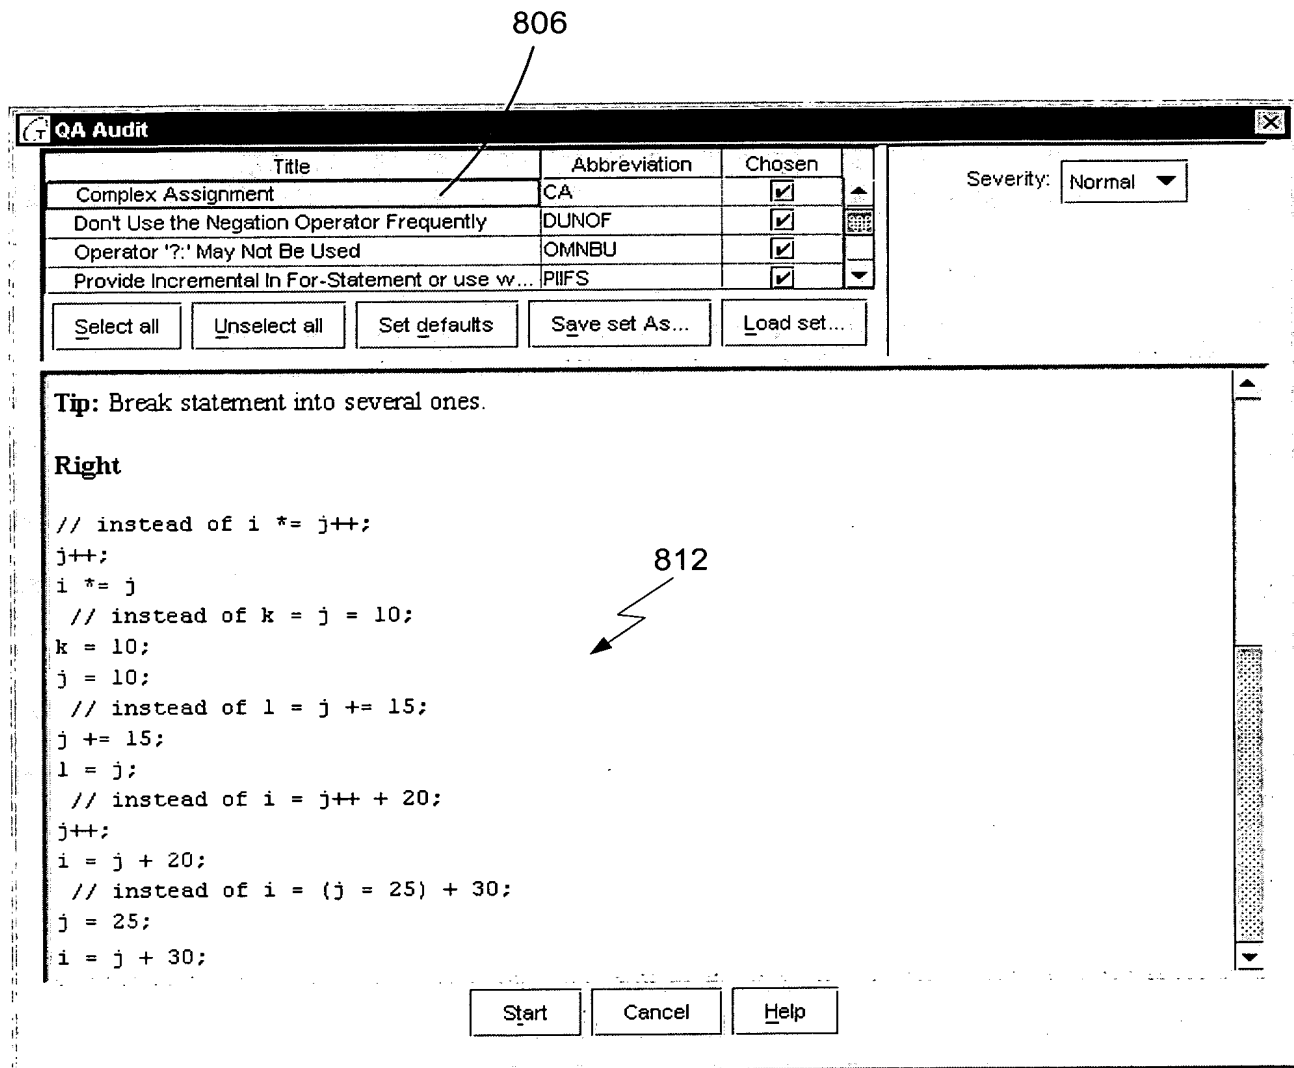 806
QA Audit
Title Abbreviation Chosen
Complex Assignment CA
Don't Use the Negation Operator Frequently DUNOF
Operator '?:' May Not Be Used OMNBU
Provide Incremental In For-Statement or use w... PIIFS
Severity: Normal
Select all Unselect all Set defaults Save set As... Load set...
Tip: Break statement into several ones.
Right
// instead of i *= j++;
j++;
i *= j
// instead of k = j = 10;
k = 10;
j = 10;
// instead of l = j += 15;
j += 15;
l = j;
// instead of i = j++ + 20;
j++;
i = j + 20;
// instead of i = (j = 25) + 30;
j = 25;
i = j + 30;
812
Start Cancel Help